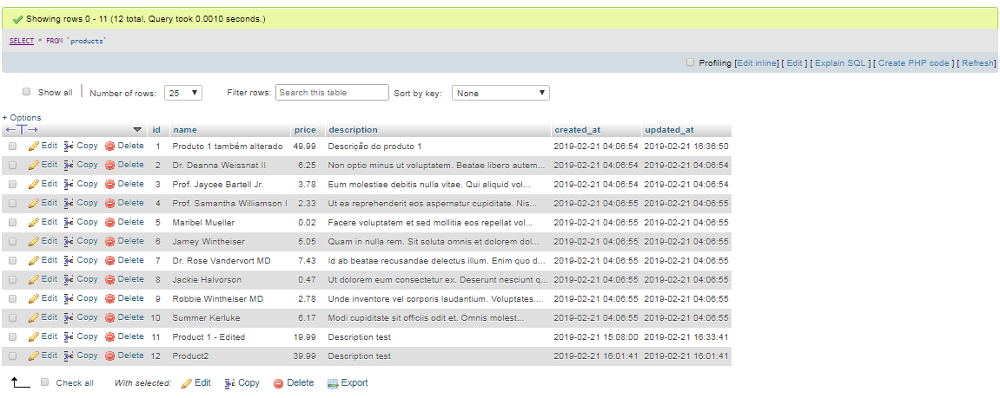 Showing rows 0 - 11 (12 total, Query took 0.0010 seconds.)
SELECT * FROM `products`
Profiling [Edit inline] [ Edit ] [ Explain SQL ] [ Create PHP code ] [ Refresh]
Show all Number of rows: 25 Filter rows: Search this table Sort by key: None
+ Options
←T→ id name price description created_at updated_at
Edit Copy Delete 1 Produto 1 também alterado 49.99 Descrição do produto 1 2019-02-21 04:06:54 2019-02-21 16:36:50
Edit Copy Delete 2 Dr. Deanna Weissnat II 6.25 Non optio minus ut voluptatem. Beatae libero autem... 2019-02-21 04:06:54 2019-02-21 04:06:54
Edit Copy Delete 3 Prof. Jaycee Bartell Jr. 3.78 Eum molestiae debitis nulla vitae. Qui aliquid vol... 2019-02-21 04:06:54 2019-02-21 04:06:54
Edit Copy Delete 4 Prof. Samantha Williamson I 2.33 Ut ea reprehenderit eos aspernatur cupiditate. Nis... 2019-02-21 04:06:55 2019-02-21 04:06:55
Edit Copy Delete 5 Maribel Mueller 0.02 Facere voluptatem et sed mollitia eos repellat vol... 2019-02-21 04:06:55 2019-02-21 04:06:55
Edit Copy Delete 6 Jamey Wintheiser 5.05 Quam in nulla rem. Sit soluta omnis et dolorem dol... 2019-02-21 04:06:55 2019-02-21 04:06:55
Edit Copy Delete 7 Dr. Rose Vandervort MD 7.43 Id ab beatae recusandae delectus illum. Enim quo d... 2019-02-21 04:06:55 2019-02-21 04:06:55
Edit Copy Delete 8 Jackie Halvorson 0.47 Ut dolorem eum consectetur ex. Deserunt nesciunt q... 2019-02-21 04:06:55 2019-02-21 04:06:55
Edit Copy Delete 9 Robbie Wintheiser MD 2.78 Unde inventore vel corporis laudantium. Voluptates... 2019-02-21 04:06:55 2019-02-21 04:06:55
Edit Copy Delete 10 Summer Kerluke 6.17 Modi cupiditate sit officiis odit et. Omnis molest... 2019-02-21 04:06:55 2019-02-21 04:06:55
Edit Copy Delete 11 Product 1 - Edited 19.99 Description test 2019-02-21 15:08:00 2019-02-21 16:33:41
Edit Copy Delete 12 Product2 39.99 Description test 2019-02-21 16:01:41 2019-02-21 16:01:41
Check all With selected: Edit Copy Delete Export